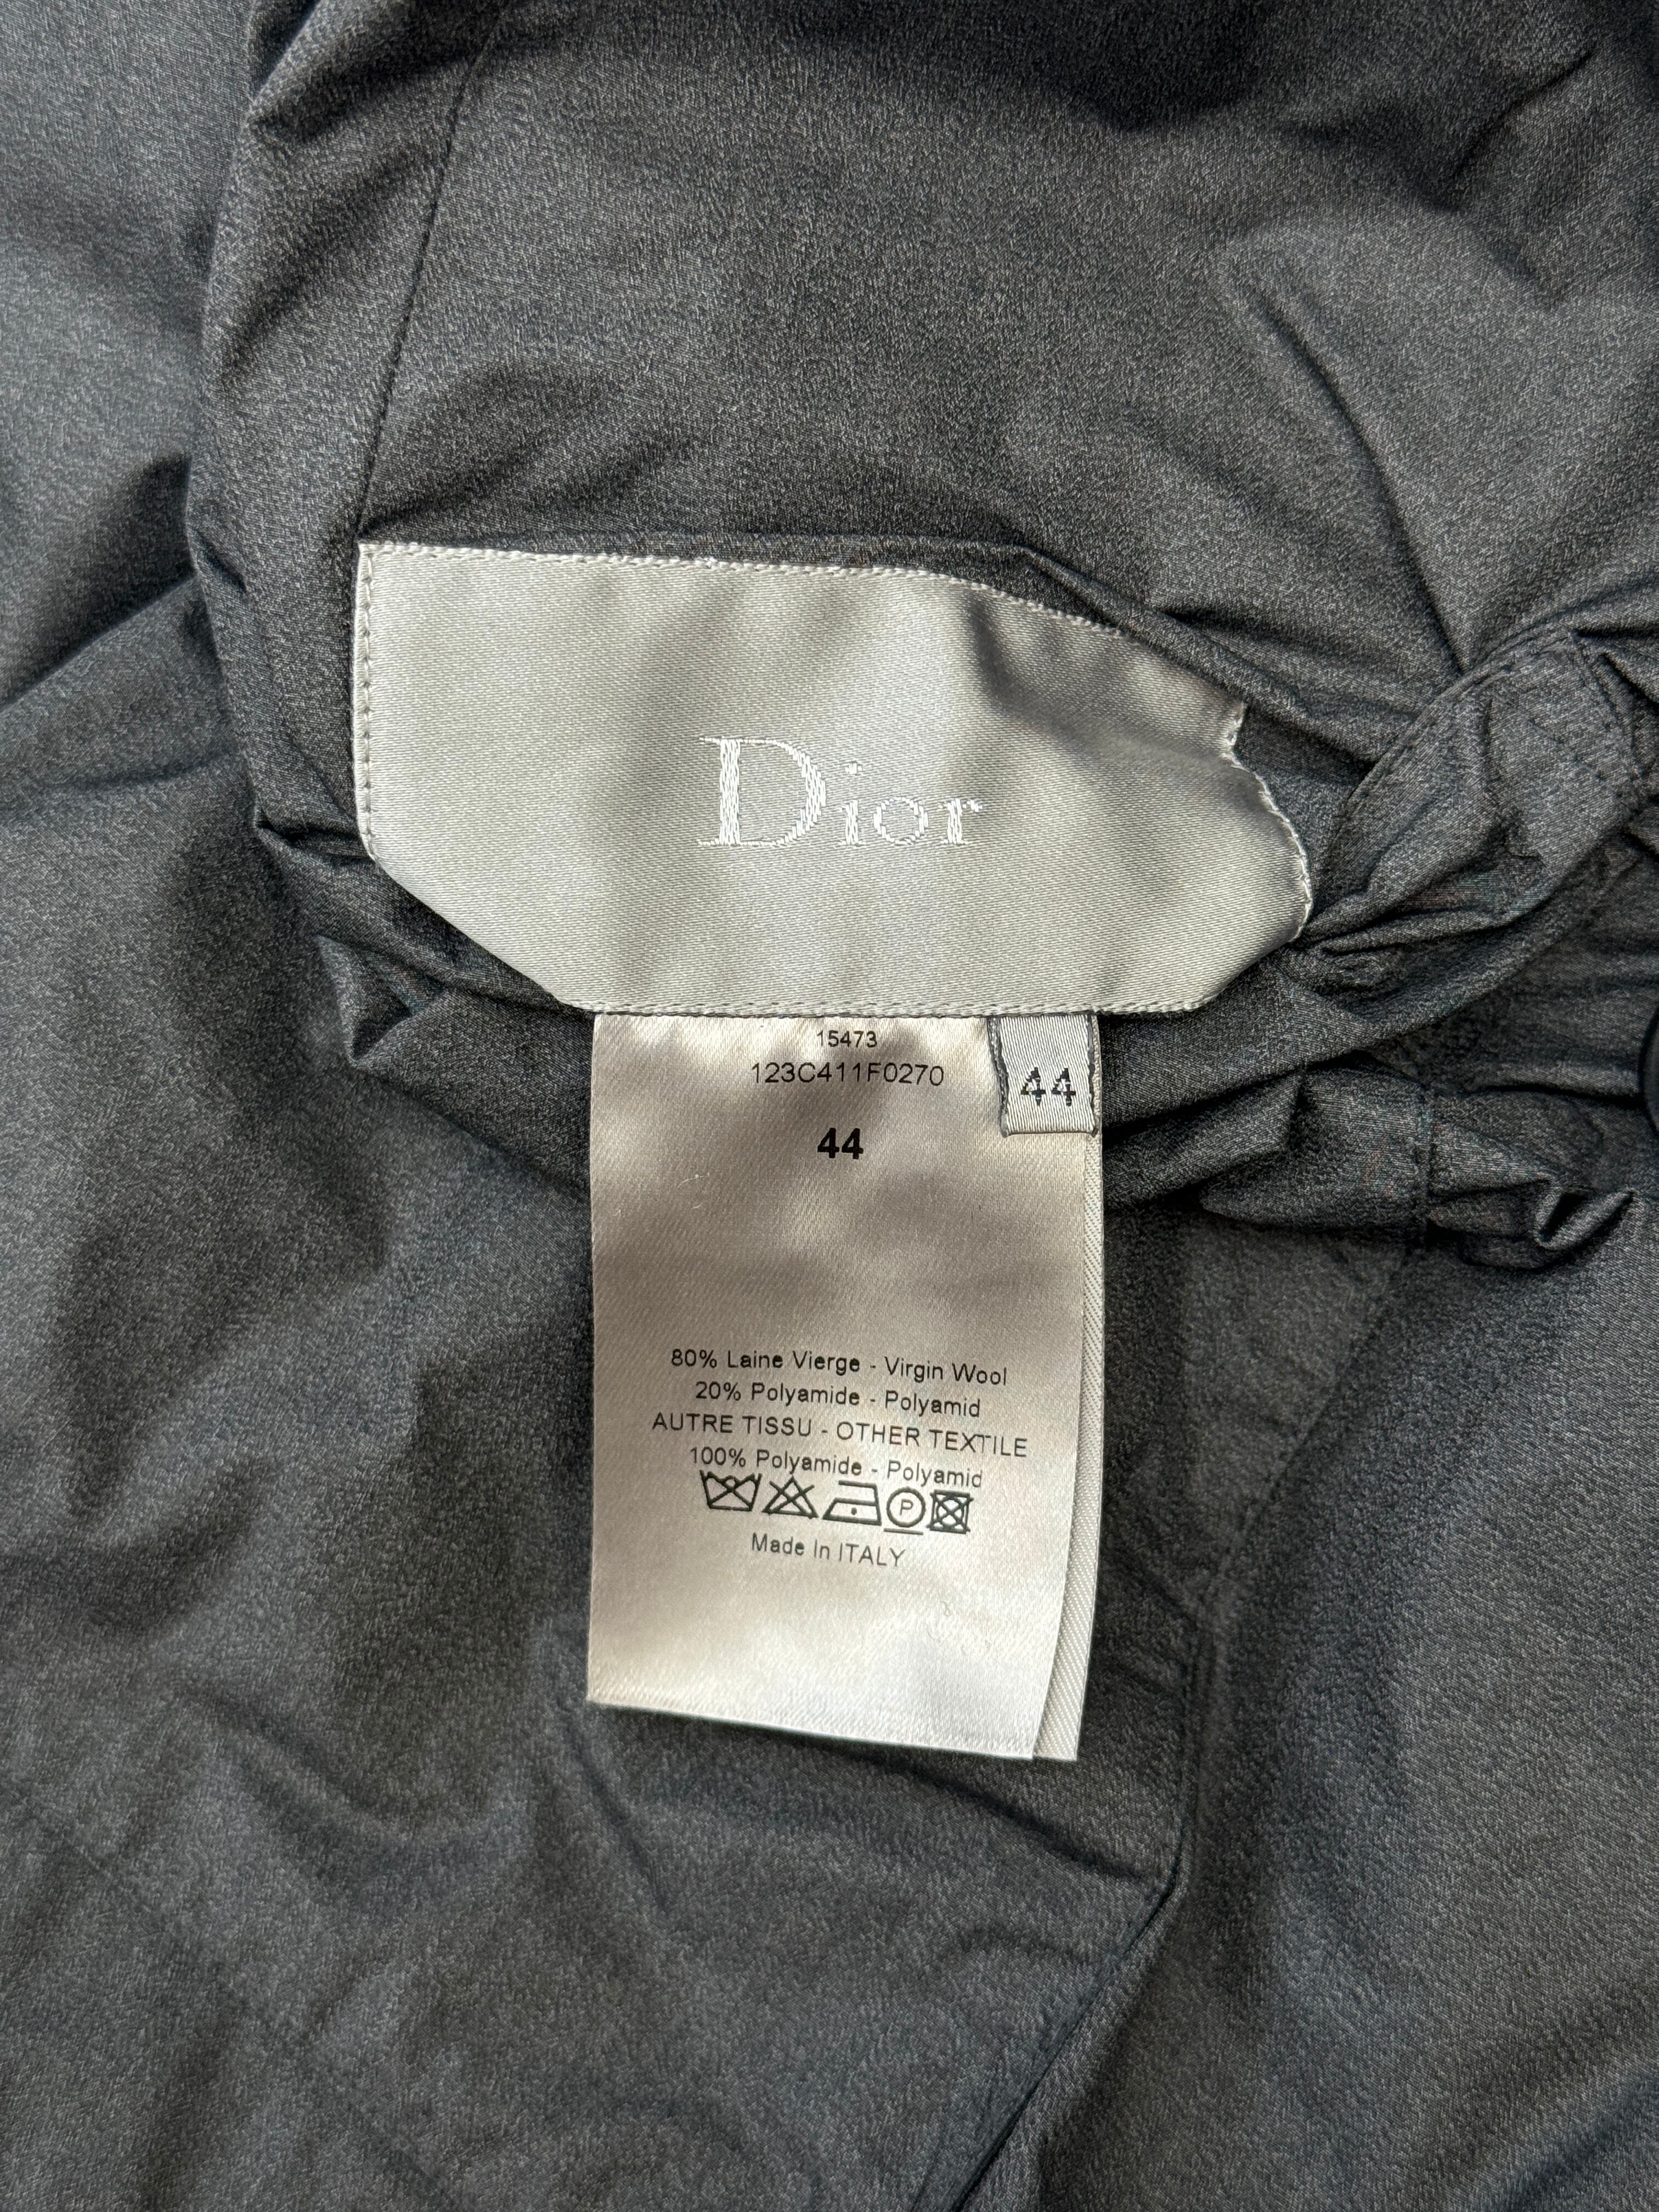 Dior
15473
123C411F0270
44
44
80% Laine Vierge - Virgin Wool
20% Polyamide - Polyamid
AUTRE TISSU - OTHER TEXTILE
100% Polyamide - Polyamid
P
Made In ITALY